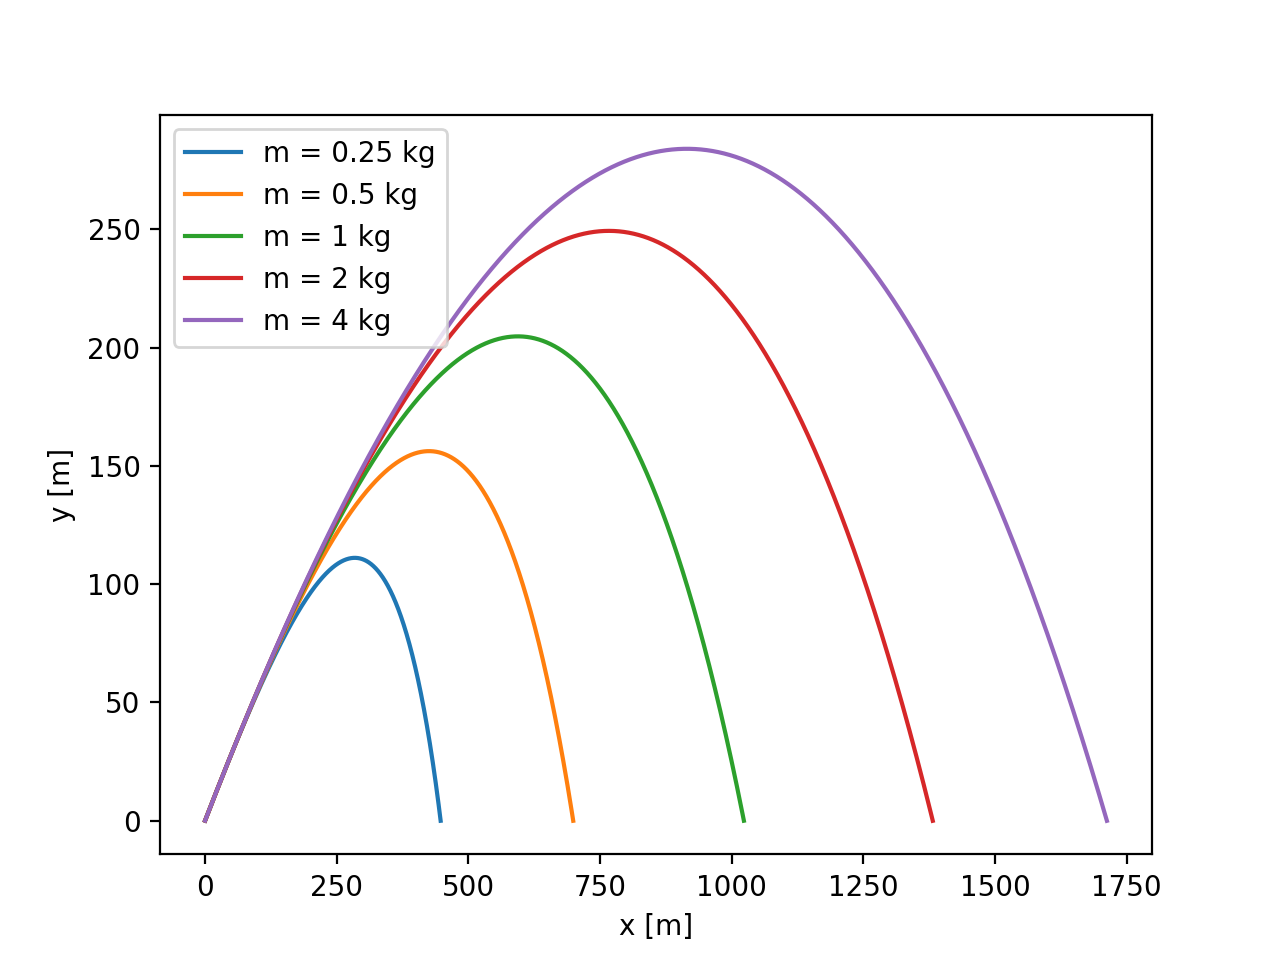 m = 0.25 kg
m = 0.5 kg
m = 1 kg
m = 2 kg
m = 4 kg
250
200
150
100
50
0
y [m]
0 250 500 750 1000 1250 1500 1750
x [m]